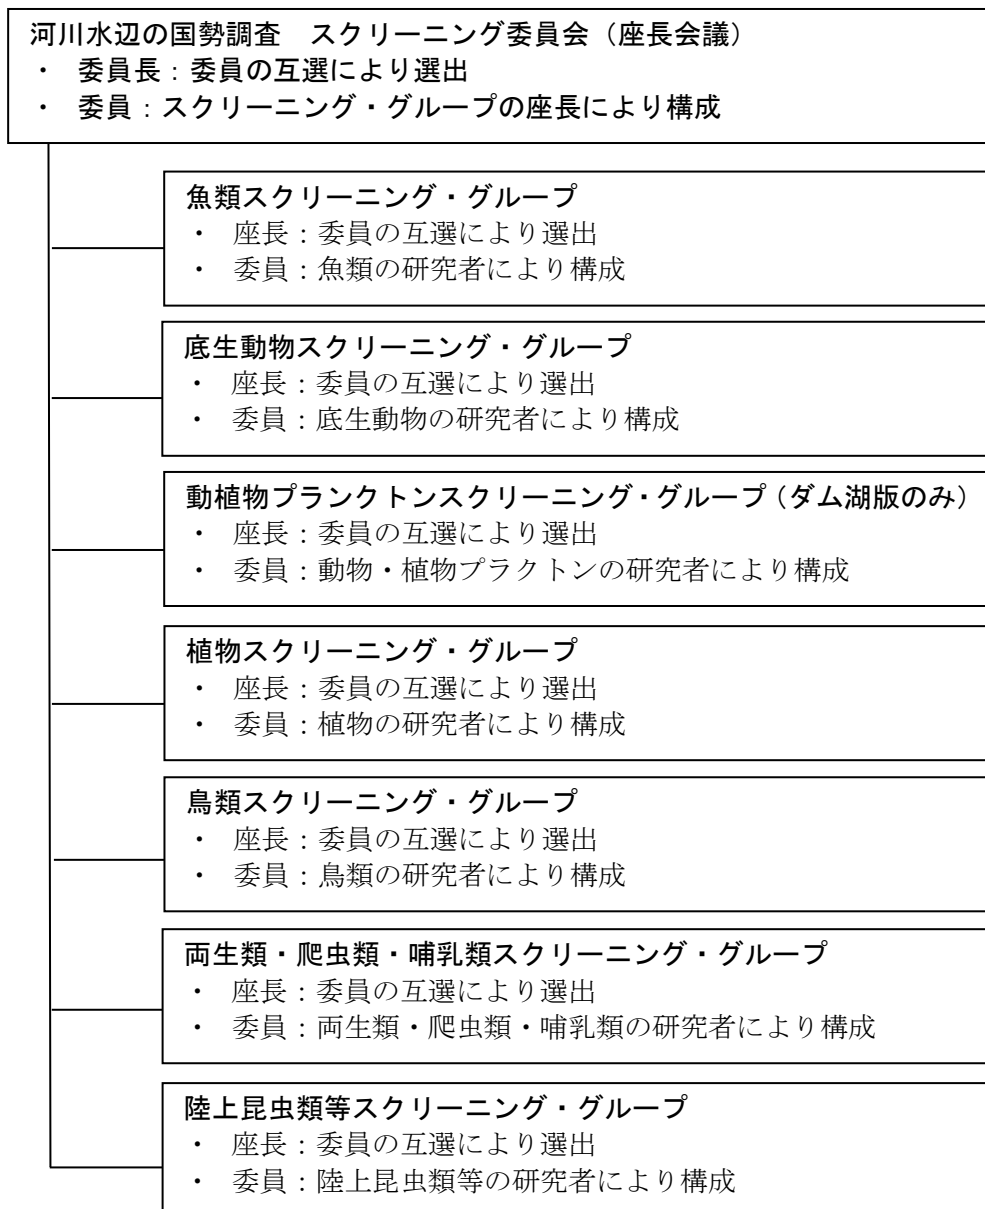 河川水辺の国勢調査　スクリーニング委員会（座長会議）
・ 委員長：委員の互選により選出
・ 委員：スクリーニング・グループの座長により構成
魚類スクリーニング・グループ
・ 座長：委員の互選により選出
・ 委員：魚類の研究者により構成
底生動物スクリーニング・グループ
・ 座長：委員の互選により選出
・ 委員：底生動物の研究者により構成
動植物プランクトンスクリーニング・グループ（ダム湖版のみ）
・ 座長：委員の互選により選出
・ 委員：動物・植物プラクトンの研究者により構成
植物スクリーニング・グループ
・ 座長：委員の互選により選出
・ 委員：植物の研究者により構成
鳥類スクリーニング・グループ
・ 座長：委員の互選により選出
・ 委員：鳥類の研究者により構成
両生類・爬虫類・哺乳類スクリーニング・グループ
・ 座長：委員の互選により選出
・ 委員：両生類・爬虫類・哺乳類の研究者により構成
陸上昆虫類等スクリーニング・グループ
・ 座長：委員の互選により選出
・ 委員：陸上昆虫類等の研究者により構成